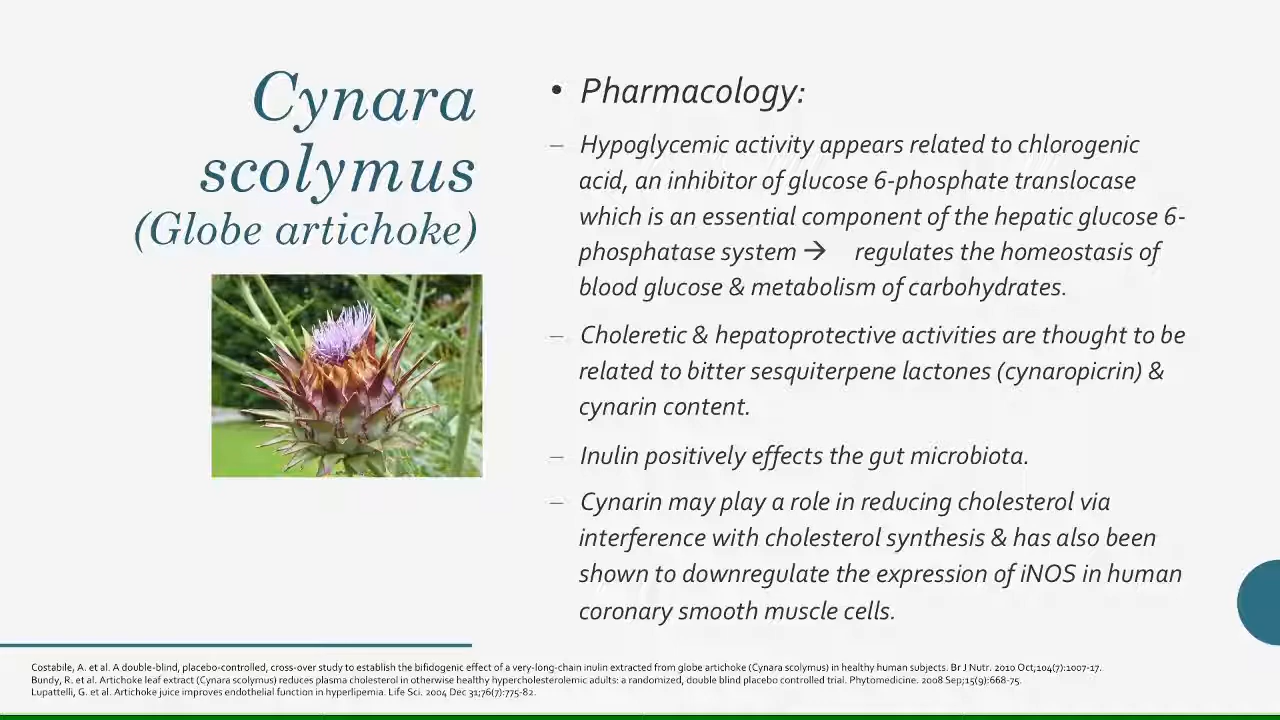 Cynara
scolymus
(Globe artichoke)
• Pharmacology:
– Hypoglycemic activity appears related to chlorogenic
acid, an inhibitor of glucose 6-phosphate translocase
which is an essential component of the hepatic glucose 6-
phosphatase system → regulates the homeostasis of
blood glucose & metabolism of carbohydrates.
– Choleretic & hepatoprotective activities are thought to be
related to bitter sesquiterpene lactones (cynaropicrin) &
cynarin content.
– Inulin positively effects the gut microbiota.
– Cynarin may play a role in reducing cholesterol via
interference with cholesterol synthesis & has also been
shown to downregulate the expression of iNOS in human
coronary smooth muscle cells.
Costabile, A. et al. A double-blind, placebo-controlled, cross-over study to establish the bifidogenic effect of a very-long-chain inulin extracted from globe artichoke (Cynara scolymus) in healthy human subjects. Br J Nutr. 2010 Oct;104(7):1007-17.
Bundy, R. et al. Artichoke leaf extract (Cynara scolymus) reduces plasma cholesterol in otherwise healthy hypercholesterolemic adults: a randomized, double blind placebo controlled trial. Phytomedicine. 2008 Sep;15(9):668-75.
Lupattelli, G. et al. Artichoke juice improves endothelial function in hyperlipemia. Life Sci. 2004 Dec 31;76(7):775-82.